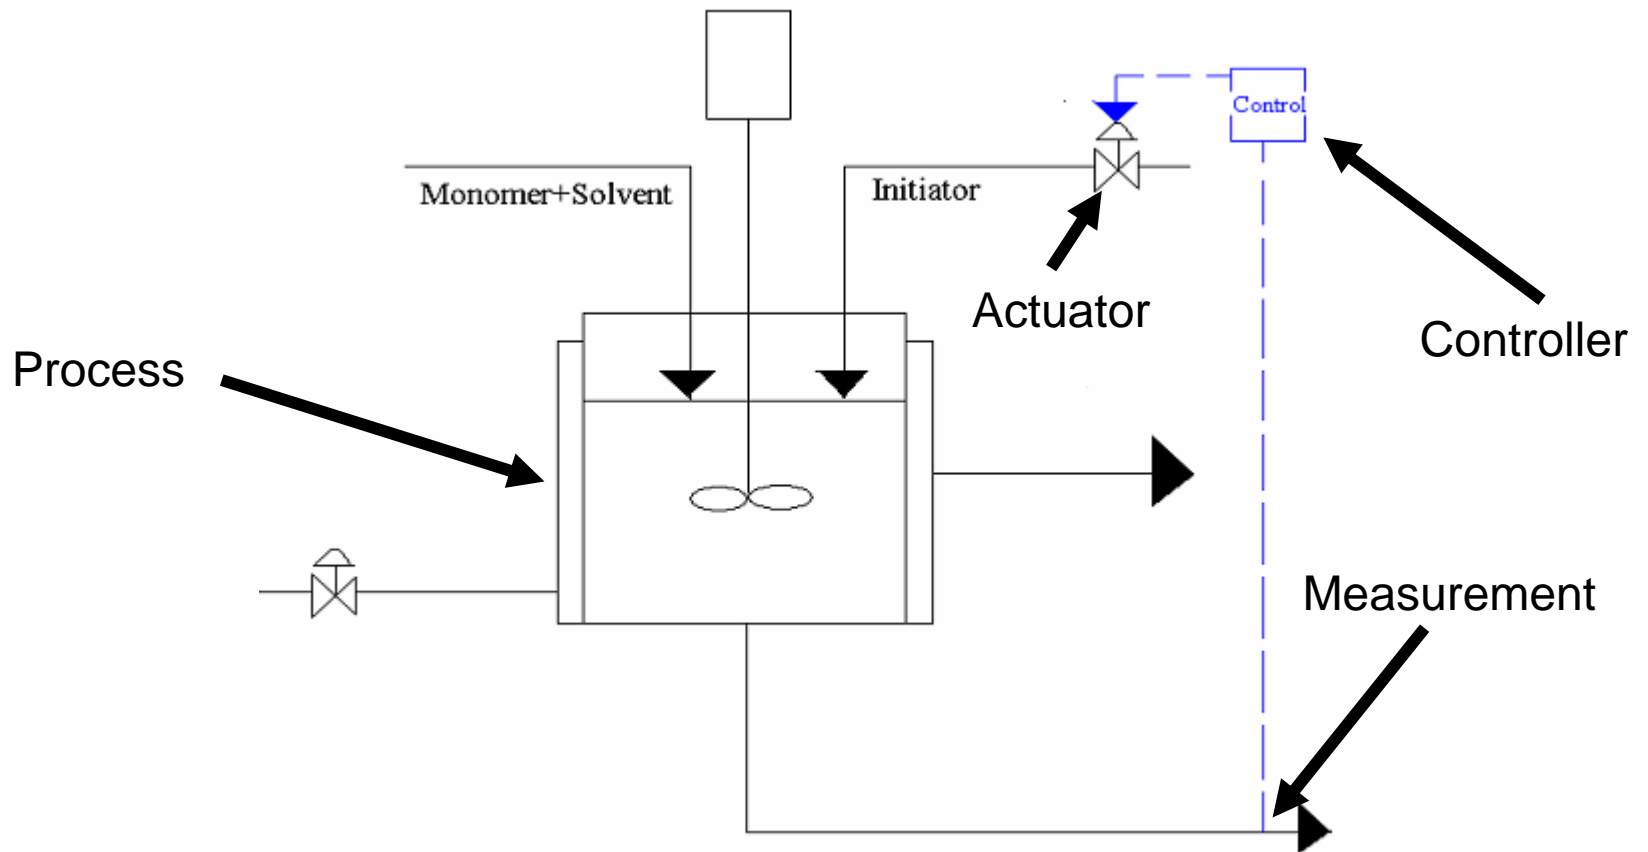 Control
Monomer+Solvent
Initiator
Actuator
Controller
Process
Measurement